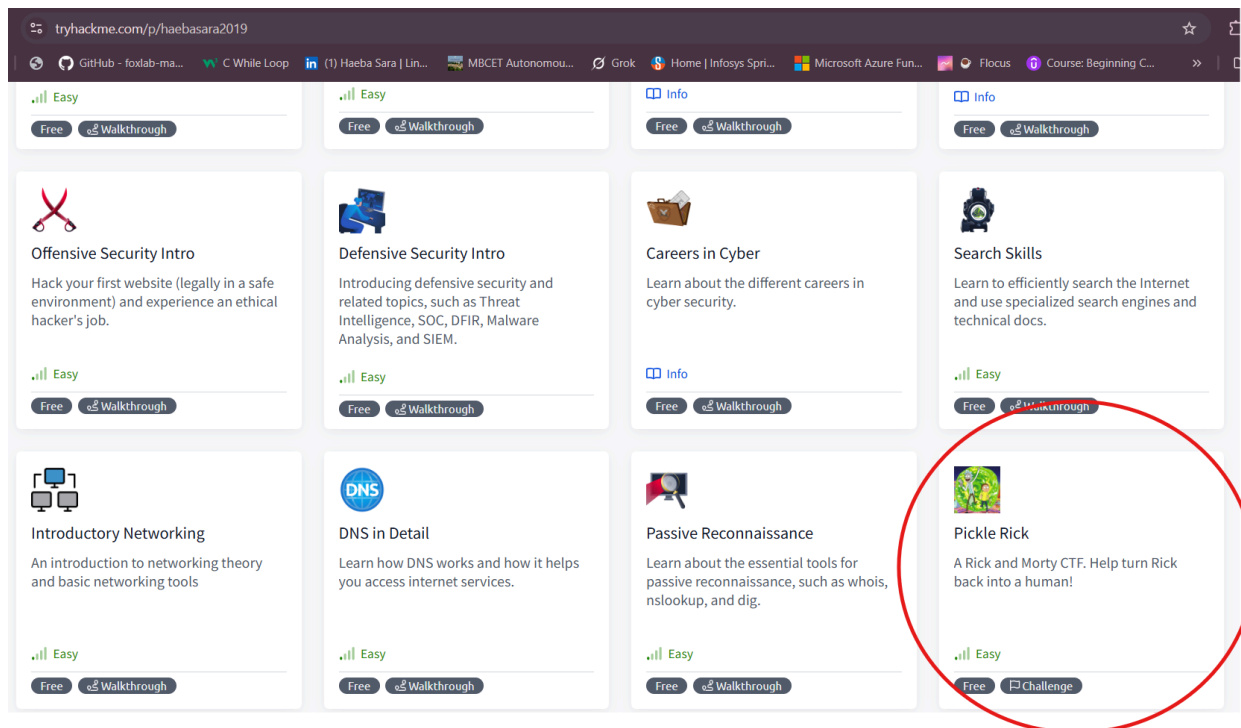 tryhackme.com/p/haebasara2019
GitHub - foxlab-ma...
C While Loop
(1) Haeba Sara | Lin...
MBCET Autonomou...
Grok
Home | Infosys Spri...
Microsoft Azure Fun...
Flocus
Course: Beginning C...
»
Easy
Free Walkthrough
Easy
Free Walkthrough
Info
Free Walkthrough
Info
Free Walkthrough
Offensive Security Intro
Hack your first website (legally in a safe
environment) and experience an ethical
hacker's job.
Easy
Free Walkthrough
Defensive Security Intro
Introducing defensive security and
related topics, such as Threat
Intelligence, SOC, DFIR, Malware
Analysis, and SIEM.
Easy
Free Walkthrough
Careers in Cyber
Learn about the different careers in
cyber security.
Info
Free Walkthrough
Search Skills
Learn to efficiently search the Internet
and use specialized search engines and
technical docs.
Easy
Free Walkthrough
Introductory Networking
An introduction to networking theory
and basic networking tools
Easy
Free Walkthrough
DNS
DNS in Detail
Learn how DNS works and how it helps
you access internet services.
Easy
Free Walkthrough
Passive Reconnaissance
Learn about the essential tools for
passive reconnaissance, such as whois,
nslookup, and dig.
Easy
Free Walkthrough
Pickle Rick
A Rick and Morty CTF. Help turn Rick
back into a human!
Easy
Free Challenge